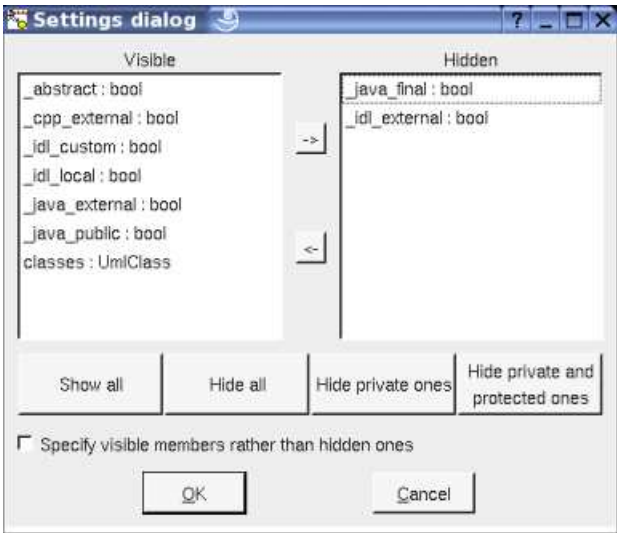 Settings dialog
Visible
Hidden
_abstract : bool
_cpp_external : bool
_idl_custom : bool
_idl_local : bool
_java_external : bool
_java_public : bool
classes : UmlClass
_java_final : bool
_idl_external : bool
->
<-
Show all
Hide all
Hide private ones
Hide private and
protected ones
Specify visible members rather than hidden ones
OK
Cancel